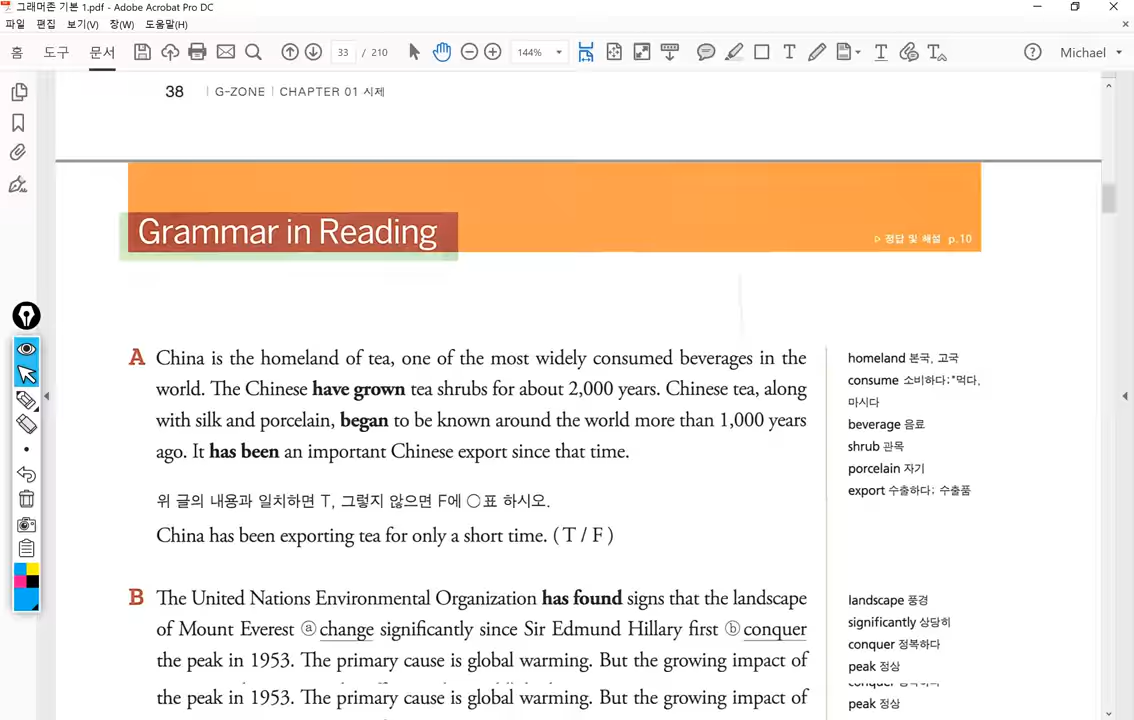 그래머존 기본 1.pdf - Adobe Acrobat Pro DC
파일 편집 보기(V) 창(W) 도움말(H)
홈 도구 문서 33 / 210 144% Michael
38 G-ZONE CHAPTER 01 시제
Grammar in Reading
▷ 정답 및 해설 p.10
A China is the homeland of tea, one of the most widely consumed beverages in the
world. The Chinese have grown tea shrubs for about 2,000 years. Chinese tea, along
with silk and porcelain, began to be known around the world more than 1,000 years
ago. It has been an important Chinese export since that time.
위 글의 내용과 일치하면 T, 그렇지 않으면 F에 ○표 하시오.
China has been exporting tea for only a short time. ( T / F )
homeland 본국, 고국
consume 소비하다; *먹다,
마시다
beverage 음료
shrub 관목
porcelain 자기
export 수출하다; 수출품
B The United Nations Environmental Organization has found signs that the landscape
of Mount Everest ⓐ change significantly since Sir Edmund Hillary first ⓑ conquer
the peak in 1953. The primary cause is global warming. But the growing impact of
the peak in 1953. The primary cause is global warming. But the growing impact of
landscape 풍경
significantly 상당히
conquer 정복하다
peak 정상
peak 정상